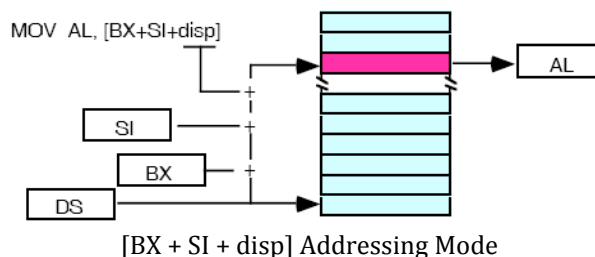 MOV AL, [BX+SI+disp]
AL
+
SI
+
BX
+
DS
[BX + SI + disp] Addressing Mode